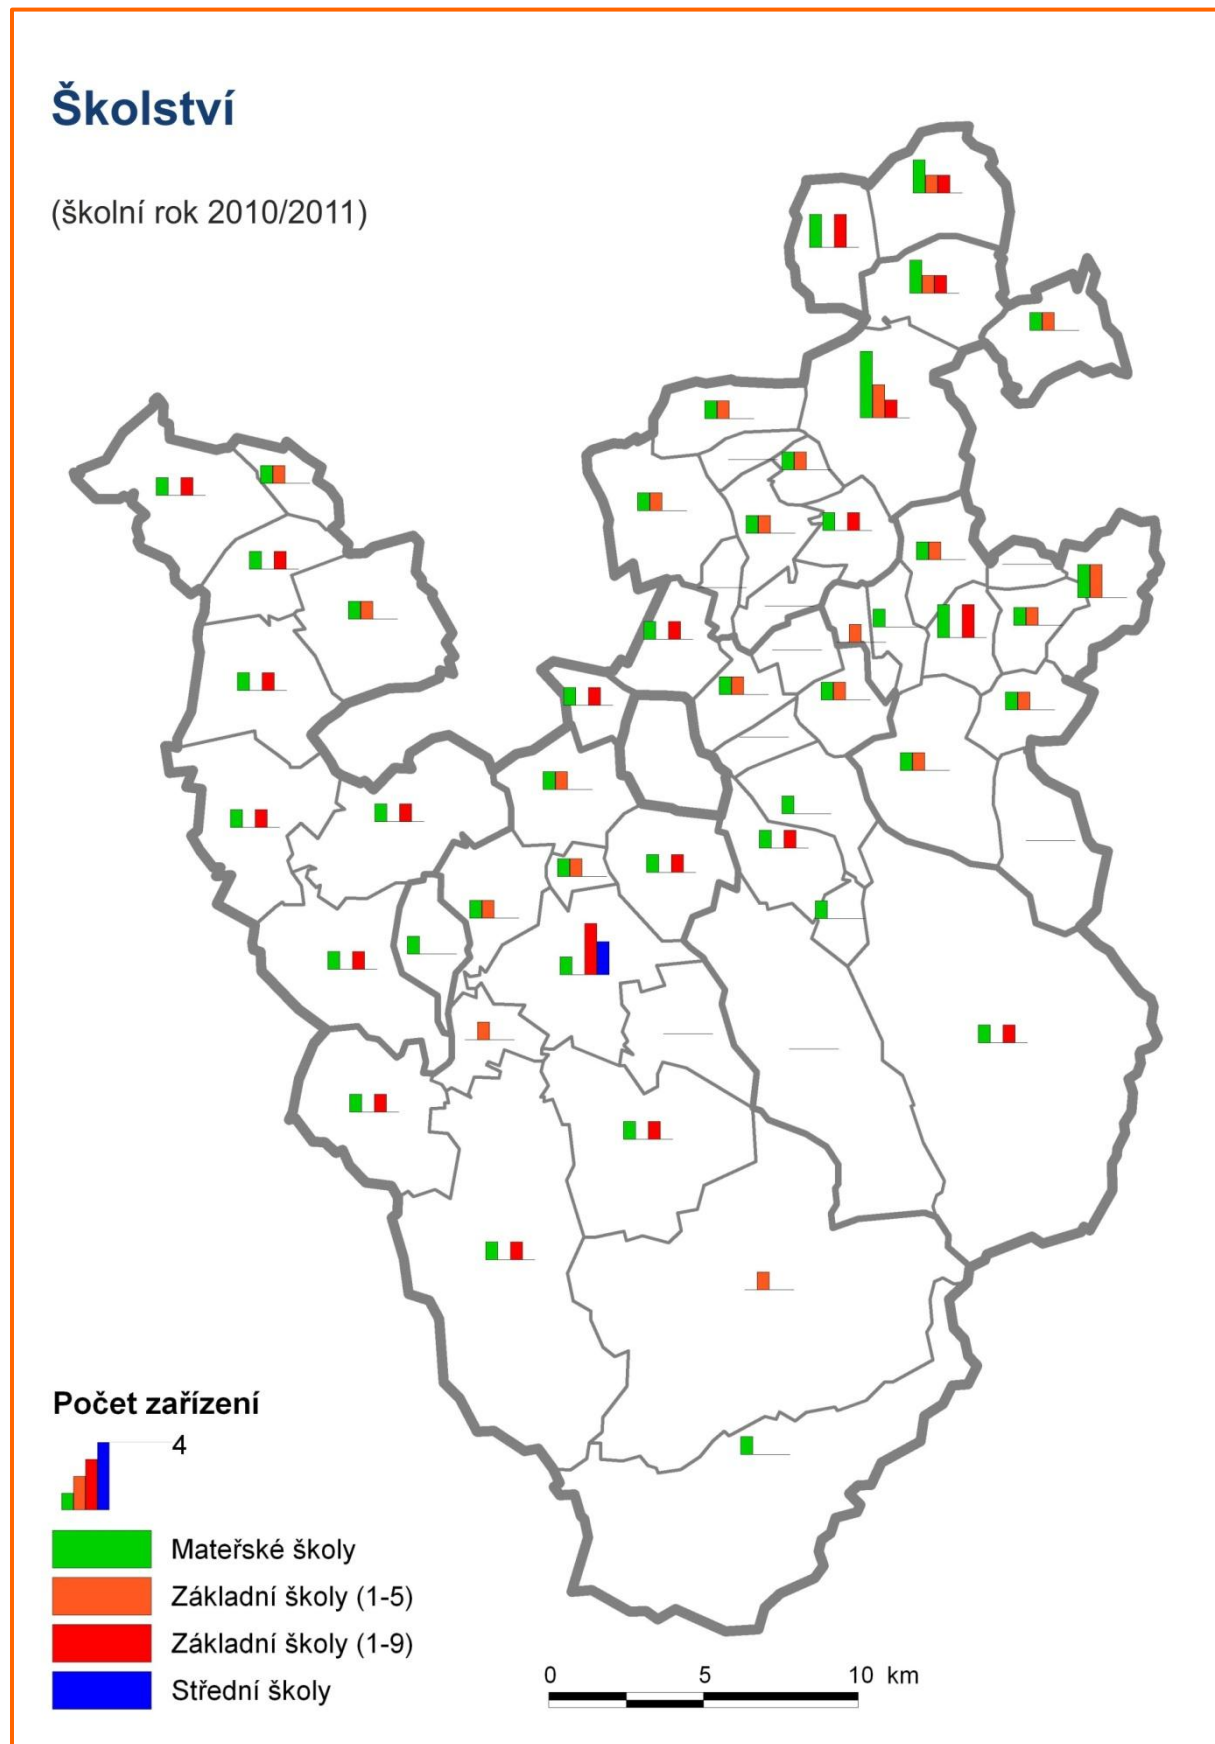 Školství
(školní rok 2010/2011)
Počet zařízení
4
Mateřské školy
Základní školy (1-5)
Základní školy (1-9)
Střední školy
0 5 10 km